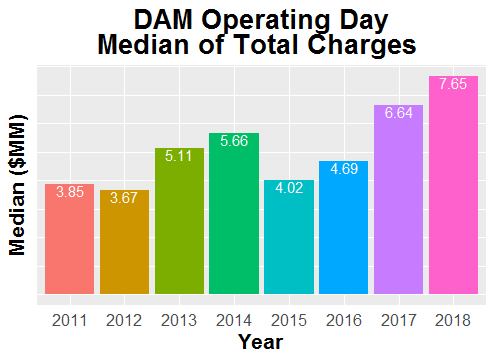 DAM Operating Day
Median of Total Charges
Median ($MM)
3.85
3.67
5.11
5.66
4.02
4.69
6.64
7.65
2011 2012 2013 2014 2015 2016 2017 2018
Year